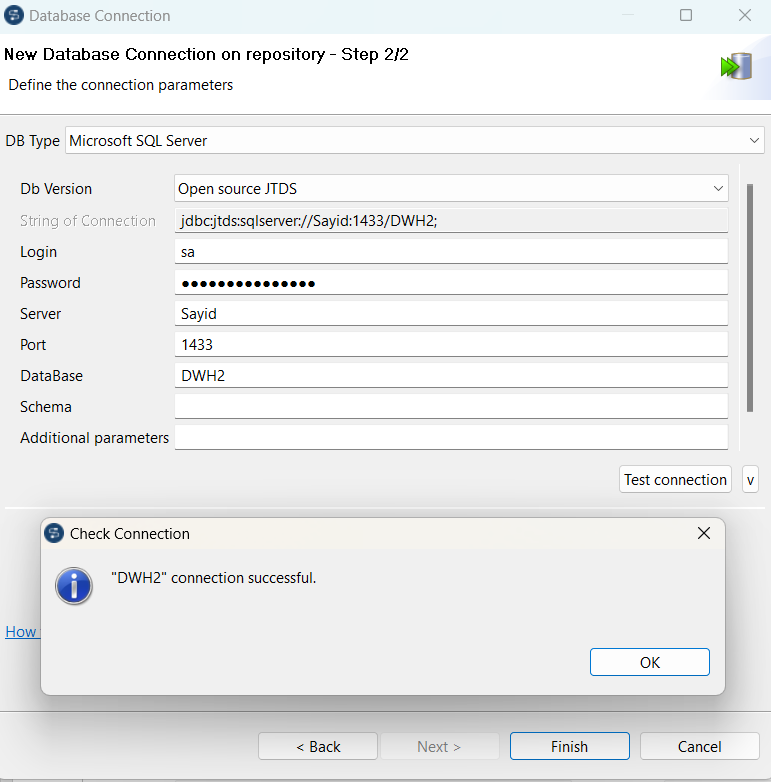 Database Connection
New Database Connection on repository - Step 2/2
Define the connection parameters
DB Type Microsoft SQL Server
Db Version Open source JTDS
String of Connection jdbc:jtds:sqlserver://Sayid:1433/DWH2;
Login sa
Password ●●●●●●●●●●●●●●●
Server Sayid
Port 1433
DataBase DWH2
Schema
Additional parameters
Test connection v
Check Connection
"DWH2" connection successful.
How
OK
< Back Next > Finish Cancel